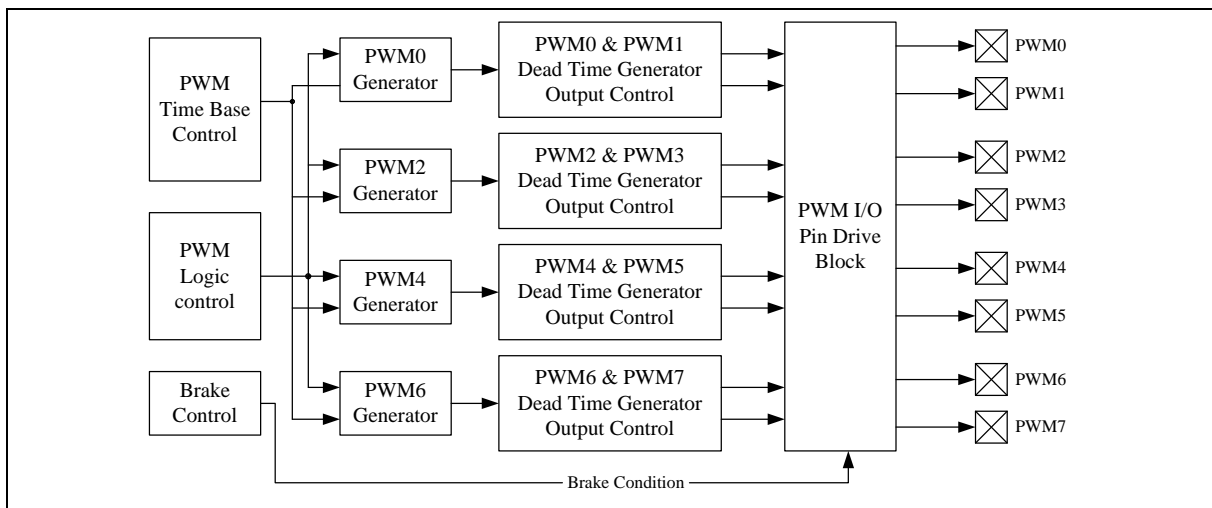 PWM
Time Base
Control
PWM
Logic
control
Brake
Control
PWM0
Generator
PWM2
Generator
PWM4
Generator
PWM6
Generator
PWM0 & PWM1
Dead Time Generator
Output Control
PWM2 & PWM3
Dead Time Generator
Output Control
PWM4 & PWM5
Dead Time Generator
Output Control
PWM6 & PWM7
Dead Time Generator
Output Control
PWM I/O
Pin Drive
Block
PWM0
PWM1
PWM2
PWM3
PWM4
PWM5
PWM6
PWM7
Brake Condition